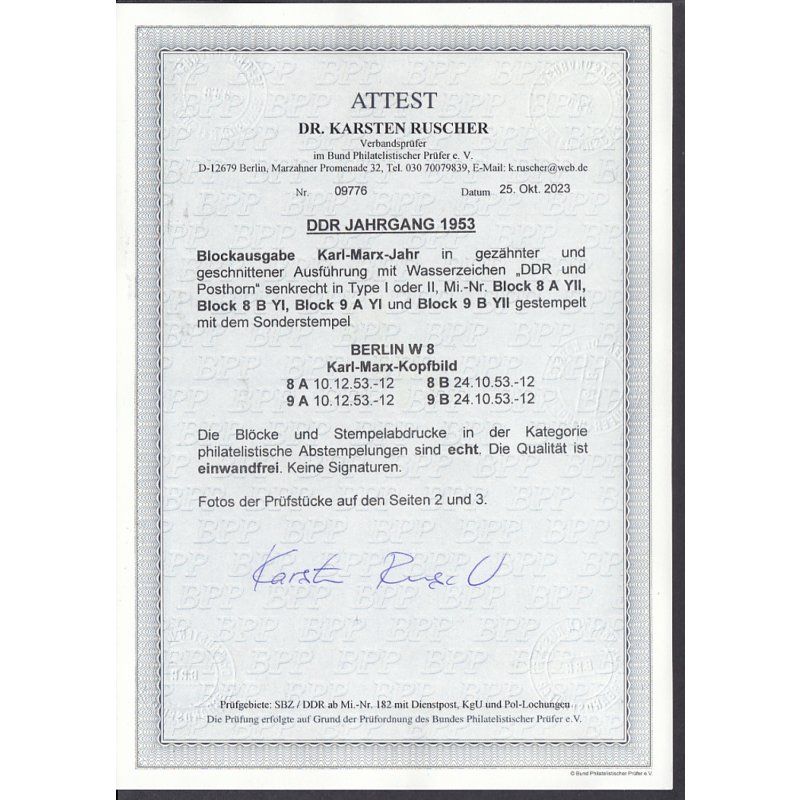 ATTEST
DR. KARSTEN RUSCHER
Verbandsprüfer
im Bund Philatelistischer Prüfer e. V.
D-12679 Berlin, Marzahner Promenade 32, Tel. 030 70079839, E-Mail: k.ruscher@web.de
Nr. 09776 Datum 25. Okt. 2023
DDR JAHRGANG 1953
Blockausgabe Karl-Marx-Jahr in gezähnter und
geschnittener Ausführung mit Wasserzeichen „DDR und
Posthorn“ senkrecht in Type I oder II, Mi.-Nr. Block 8 A YII,
Block 8 B YI, Block 9 A YI und Block 9 B YII gestempelt
mit dem Sonderstempel
BERLIN W 8
Karl-Marx-Kopfbild
8 A 10.12.53.-12 8 B 24.10.53.-12
9 A 10.12.53.-12 9 B 24.10.53.-12
Die Blöcke und Stempelabdrucke in der Kategorie
philatelistische Abstempelungen sind echt. Die Qualität ist
einwandfrei. Keine Signaturen.
Fotos der Prüfstücke auf den Seiten 2 und 3.
Prüfgebiete: SBZ / DDR ab Mi.-Nr. 182 mit Dienstpost, KgU und Pol-Lochungen
Die Prüfung erfolgte auf Grund der Prüfordnung des Bundes Philatelistischer Prüfer e.V.
© Bund Philatelistischer Prüfer e.V.